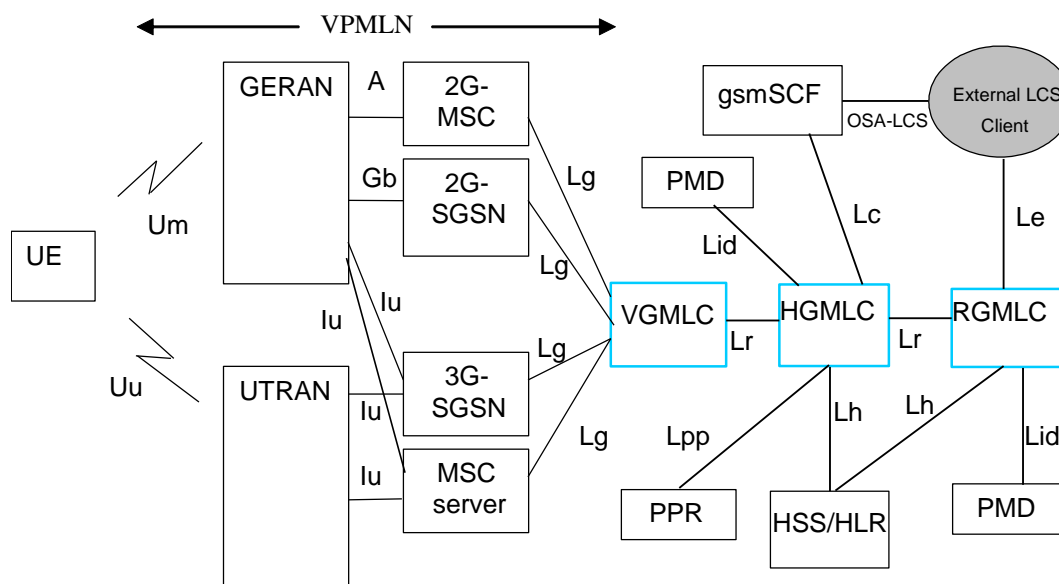 VPMLN
GERAN
A
2G-
MSC
gsmSCF
OSA-LCS
External LCS
Client
Gb
2G-
SGSN
Lg
PMD
Lc
Le
Um
UE
Lid
Lg
Iu
Iu
VGMLC
Lr
HGMLC
Lr
RGMLC
Uu
UTRAN
Iu
3G-
SGSN
Lg
Lg
Lpp
Lh
Lh
Lid
Iu
MSC
server
PPR
HSS/HLR
PMD